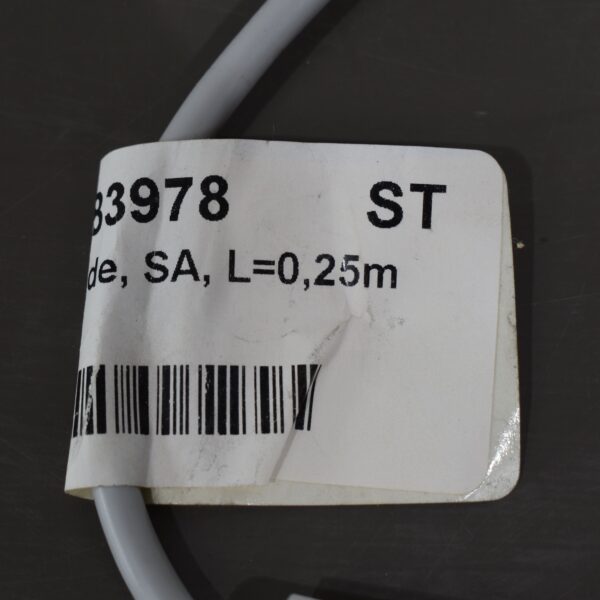 83978 ST
de, SA, L=0,25m